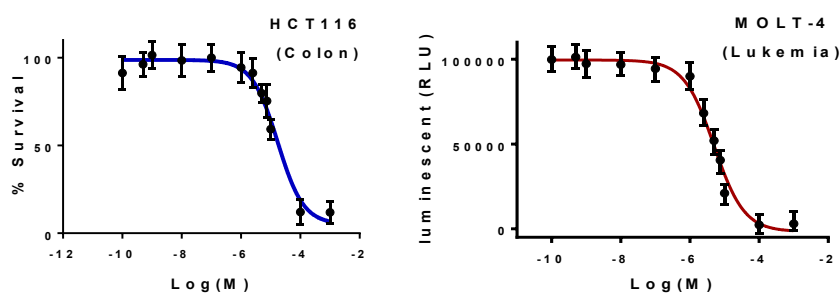 HCT116
(Colon)
% Survival
100
50
0
-12 -10 -8 -6 -4 -2
Log(M)
MOLT-4
(Lukemia)
luminescent(RLU)
100000
50000
0
-10 -8 -6 -4 -2
Log(M)